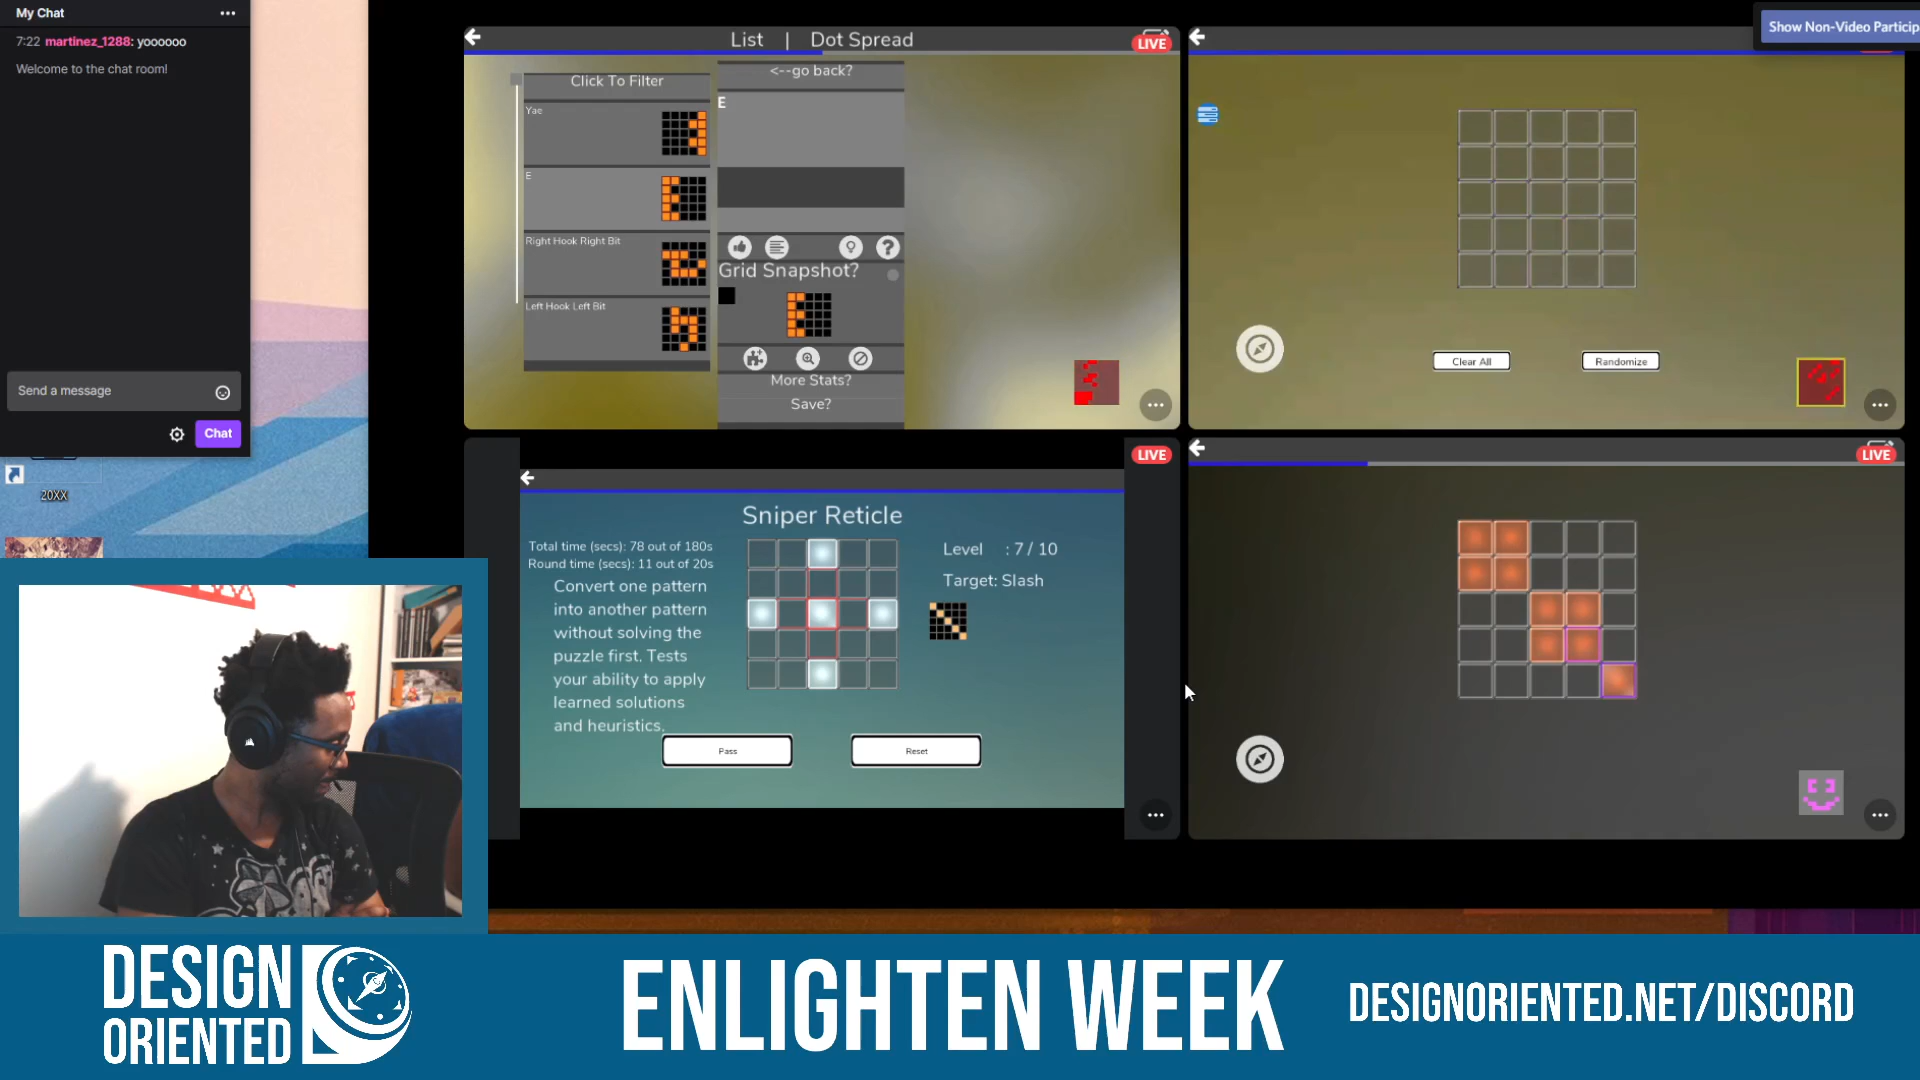 My Chat
7:22 martinez_1288: yoooooo
Welcome to the chat room!
Send a message
Chat
20XX
List | Dot Spread
LIVE
Click To Filter
Yae
E
Right Hook Right Bit
Left Hook Left Bit
<--go back?
E
Grid Snapshot?
More Stats?
Save?
Show Non-Video Particip
Clear All
Randomize
LIVE
Sniper Reticle
Total time (secs): 78 out of 180s
Round time (secs): 11 out of 20s
Convert one pattern
into another pattern
without solving the
puzzle first. Tests
your ability to apply
learned solutions
and heuristics.
Level : 7 / 10
Target: Slash
Pass
Reset
LIVE
DESIGN
ORIENTED
ENLIGHTEN WEEK
DESIGNORIENTED.NET/DISCORD